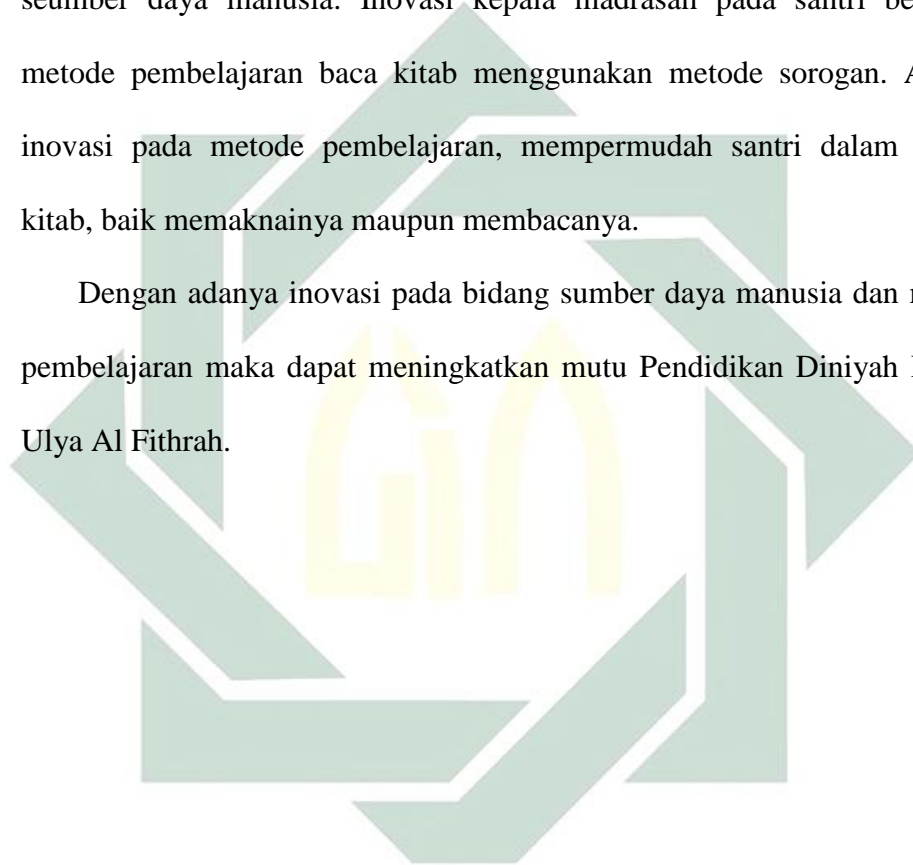 seumber daya manusia. Inovasi kepala madrasah pada santri
metode pembelajaran baca kitab menggunakan metode sorogan.
inovasi pada metode pembelajaran, mempermudah santri dalam
kitab, baik memaknainya maupun membacanya.
Dengan adanya inovasi pada bidang sumber daya manusia dan
pembelajaran maka dapat meningkatkan mutu Pendidikan Diniyah
Ulya Al Fithrah.